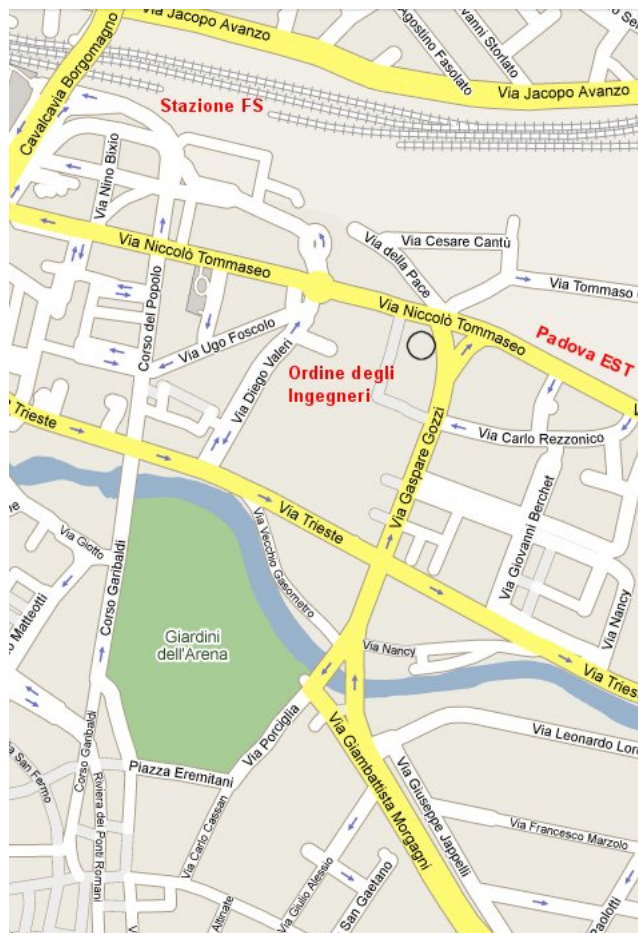 Via Jacopo Avanzo
Agostino Fasolato
Giovanni Storlato
Via Jacopo Avanzo
Cavalcavia Borgomagno
Stazione FS
Via Nino Bixio
Via Niccolò Tommaseo
Via della Pace
Via Cesare Cantù
Via Tommaso
Corso del Popolo
Via Niccolò Tommaseo
Via Ugo Foscolo
Via Diego Valeri
Ordine degli
Ingegneri
Padova EST
Via Gaspare Gozzi
Via Carlo Rezzonico
Trieste
Via Trieste
Via Giovanni Berchet
Via Giotto
Corso Garibaldi
Via Vecchio Gasometro
Matteotti
Giardini
dell'Arena
Via Nancy
Via Nancy
Via Tries
Via Porciglia
Via Giambattista Morgagni
Via Leonardo Lore
Corso Garibaldi
Via San Fermo
Piazza Eremitani
Riviera dei Ponti Romani
Via Carlo Cassan
Via Giuseppe Jappelli
Via Francesco Marzolo
Via Giulio Alessio
San Gaetano
Altinate
Paolotti